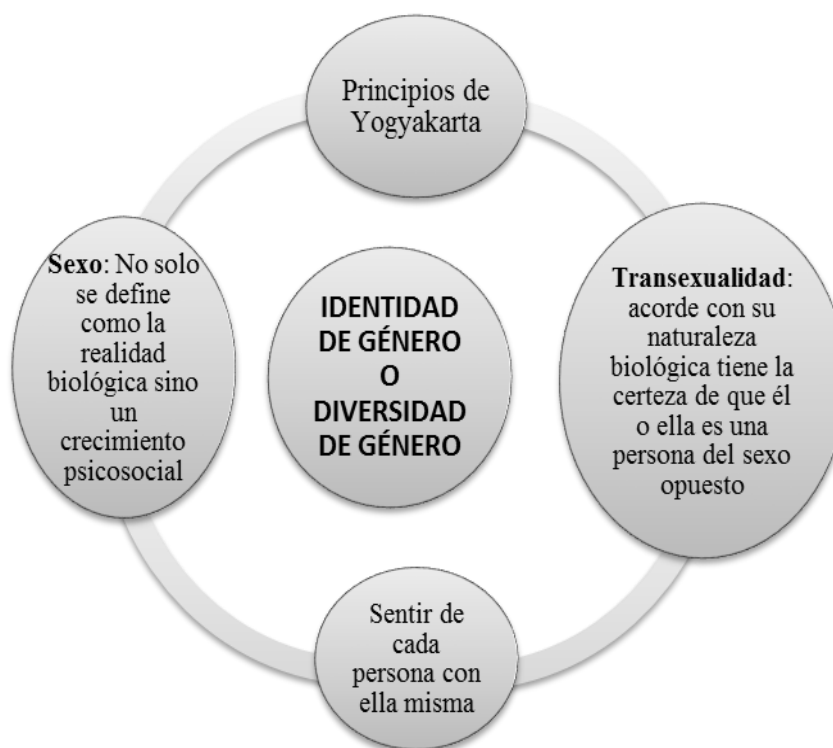 Principios de
Yogyakarta
Sexo: No solo
se define
como la
realidad
biológica sino
un
crecimiento
psicosocial
IDENTIDAD
DE GÉNERO
O
DIVERSIDAD
DE GÉNERO
Transexualidad:
acorde con su
naturaleza
biológica tiene la
certeza de que él
o ella es una
persona del sexo
opuesto
Sentir de
cada
persona con
ella misma